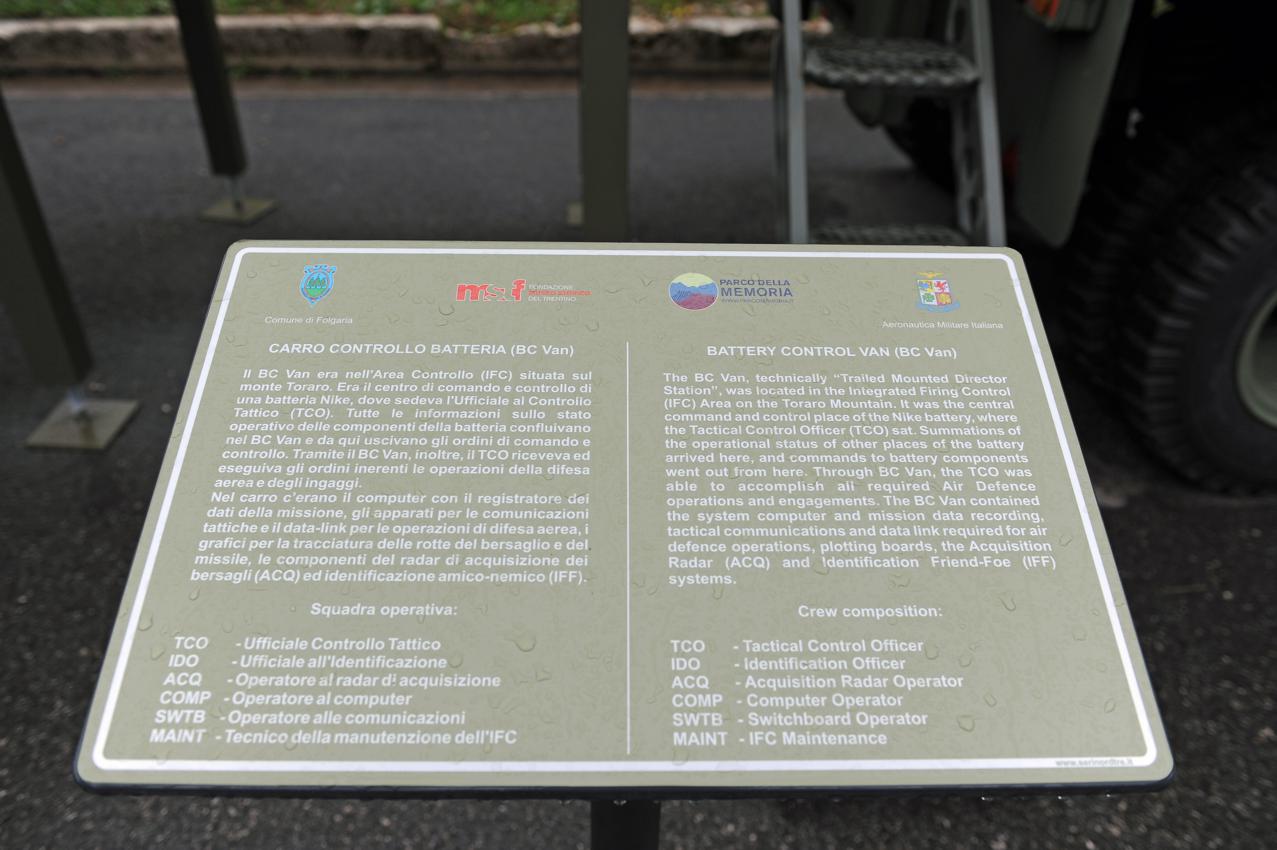 Comune di Folgaria
msf FONDAZIONE
MUSEO STORICO
DEL TRENTINO
PARCO DELLA
MEMORIA
Aeronautica Militare Italiana
CARRO CONTROLLO BATTERIA (BC Van)
Il BC Van era nell'Area Controllo (IFC) situata sul
monte Toraro. Era il centro di comando e controllo di
una batteria Nike, dove sedeva l'Ufficiale al Controllo
Tattico (TCO). Tutte le informazioni sullo stato
operativo delle componenti della batteria confluivano
nel BC Van e da qui uscivano gli ordini di comando e
controllo. Tramite il BC Van, inoltre, il TCO riceveva ed
eseguiva gli ordini inerenti le operazioni della difesa
aerea e degli ingaggi.
Nel carro c'erano il computer con il registratore dei
dati della missione, gli apparati per le comunicazioni
tattiche e il data-link per le operazioni di difesa aerea, i
grafici per la tracciatura delle rotte del bersaglio e del
missile, le componenti del radar di acquisizione dei
bersagli (ACQ) ed identificazione amico-nemico (IFF).
Squadra operativa:
TCO - Ufficiale Controllo Tattico
IDO - Ufficiale all'Identificazione
ACQ - Operatore al radar di acquisizione
COMP - Operatore al computer
SWTB - Operatore alle comunicazioni
MAINT - Tecnico della manutenzione dell'IFC
BATTERY CONTROL VAN (BC Van)
The BC Van, technically “Trailed Mounted Director
Station”, was located in the Integrated Firing Control
(IFC) Area on the Toraro Mountain. It was the central
command and control place of the Nike battery, where
the Tactical Control Officer (TCO) sat. Summations of
the operational status of other places of the battery
arrived here, and commands to battery components
went out from here. Through BC Van, the TCO was
able to accomplish all required Air Defence
operations and engagements. The BC Van contained
the system computer and mission data recording,
tactical communications and data link required for air
defence operations, plotting boards, the Acquisition
Radar (ACQ) and Identification Friend-Foe (IFF)
systems.
Crew composition:
TCO - Tactical Control Officer
IDO - Identification Officer
ACQ - Acquisition Radar Operator
COMP - Computer Operator
SWTB - Switchboard Operator
MAINT - IFC Maintenance
www.serinordtre.it